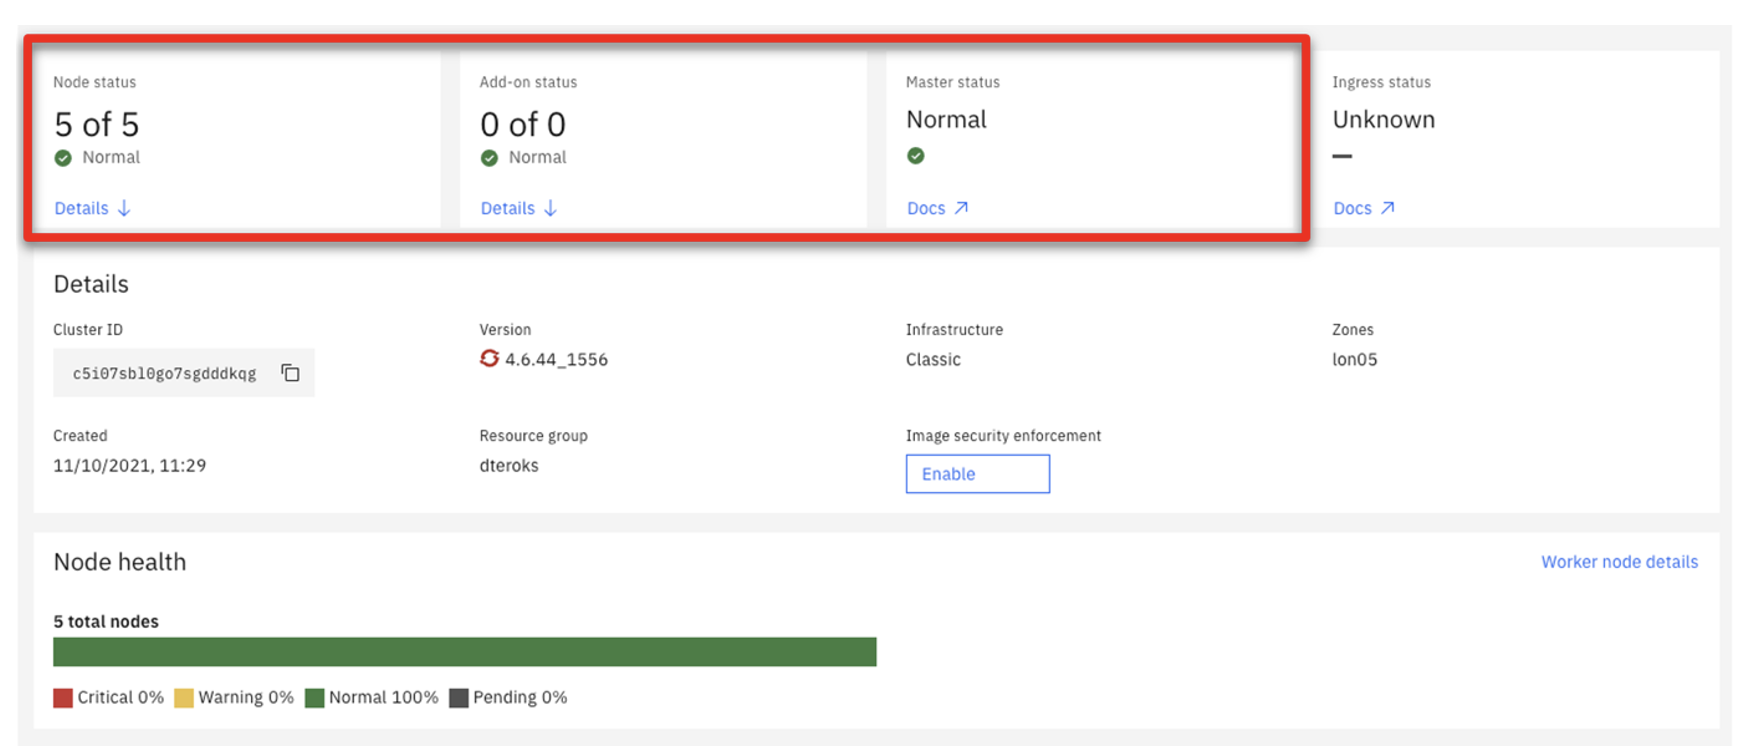 Node status
5 of 5
Normal
Details
Add-on status
0 of 0
Normal
Details
Master status
Normal
Docs
Ingress status
Unknown
Docs
Details
Cluster ID
c5i07sbl0go7sgdddkqg
Version
4.6.44_1556
Infrastructure
Classic
Zones
lon05
Created
11/10/2021, 11:29
Resource group
dteroks
Image security enforcement
Enable
Node health
Worker node details
5 total nodes
Critical 0% Warning 0% Normal 100% Pending 0%